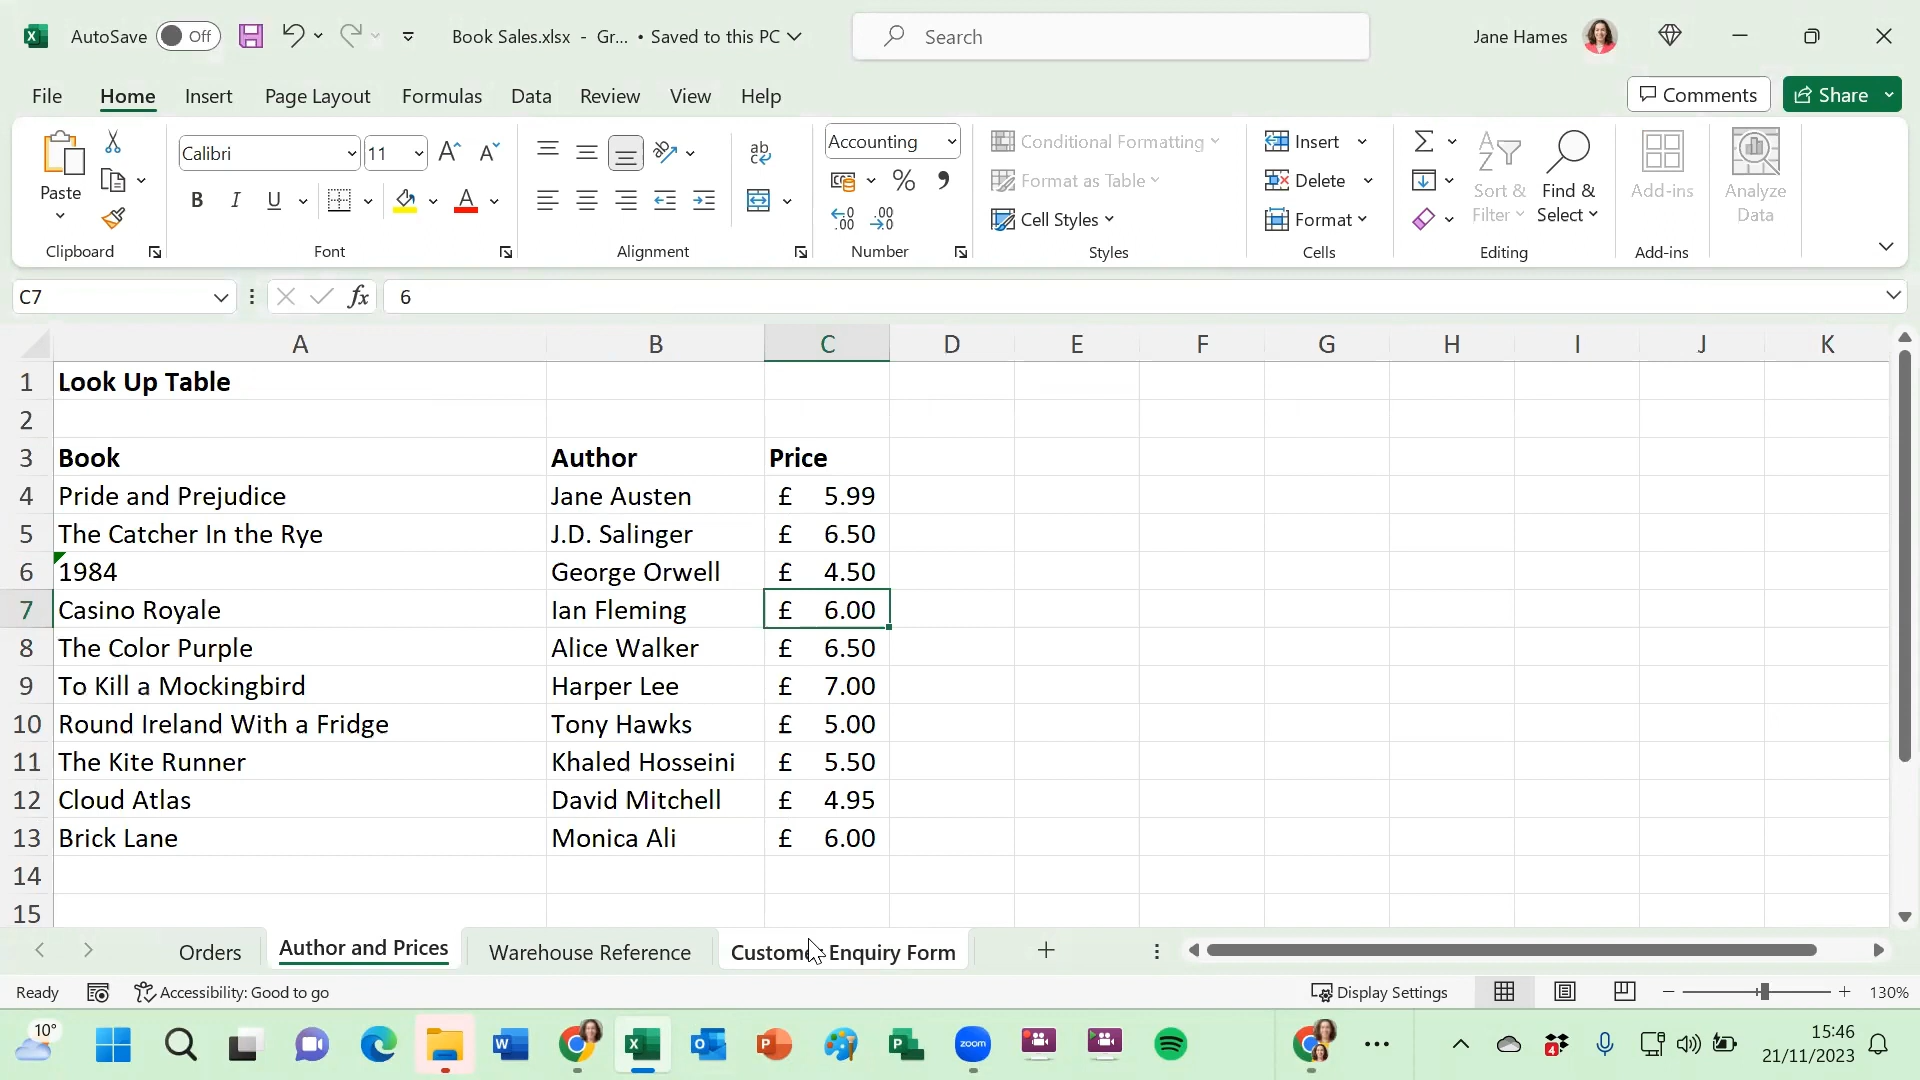 AutoSave Off Book Sales.xlsx - Gr... • Saved to this PC Search Jane Hames
File Home Insert Page Layout Formulas Data Review View Help Comments Share
Paste Calibri 11 ab Accounting Conditional Formatting Insert Sort & Filter Find & Select Add-ins Analyze Data
B I U A % , Format as Table Delete
Cell Styles Format
Clipboard Font Alignment Number Styles Cells Editing Add-ins
C7 fx 6
A B C D E F G H I J K
1 Look Up Table
2
3 Book Author Price
4 Pride and Prejudice Jane Austen £ 5.99
5 The Catcher In the Rye J.D. Salinger £ 6.50
6 1984 George Orwell £ 4.50
7 Casino Royale Ian Fleming £ 6.00
8 The Color Purple Alice Walker £ 6.50
9 To Kill a Mockingbird Harper Lee £ 7.00
10 Round Ireland With a Fridge Tony Hawks £ 5.00
11 The Kite Runner Khaled Hosseini £ 5.50
12 Cloud Atlas David Mitchell £ 4.95
13 Brick Lane Monica Ali £ 6.00
14
15
Orders Author and Prices Warehouse Reference Customer Enquiry Form
Ready Accessibility: Good to go Display Settings 130%
10° zoom 4 15:46
21/11/2023